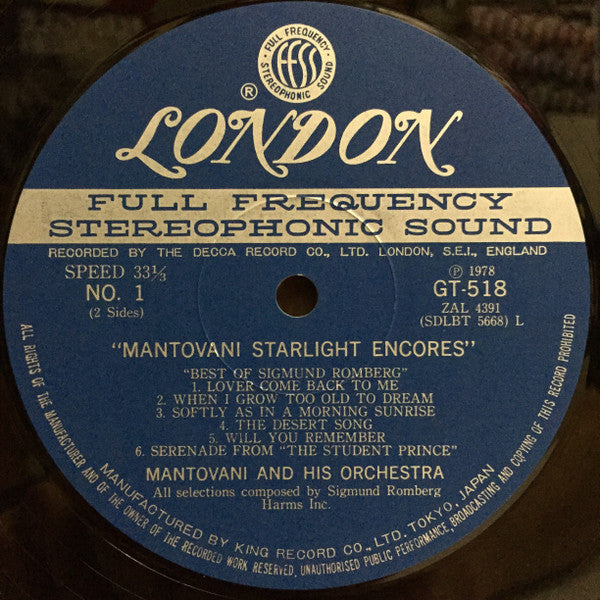 · FULL FREQUENCY ·
FFSS
STEREOPHONIC SOUND
®
LONDON
FULL FREQUENCY
STEREOPHONIC SOUND
RECORDED BY THE DECCA RECORD CO., LTD. LONDON, S.E.I., ENGLAND
SPEED 33⅓
NO. 1
(2 Sides)
℗ 1978
GT-518
ZAL 4391
(SDLBT 5668) L
"MANTOVANI STARLIGHT ENCORES"
"BEST OF SIGMUND ROMBERG"
1. LOVER COME BACK TO ME
2. WHEN I GROW TOO OLD TO DREAM
3. SOFTLY AS IN A MORNING SUNRISE
4. THE DESERT SONG
5. WILL YOU REMEMBER
6. SERENADE FROM "THE STUDENT PRINCE"
MANTOVANI AND HIS ORCHESTRA
All selections composed by Sigmund Romberg
Harms Inc.
MANUFACTURED BY KING RECORD CO., LTD. TOKYO, JAPAN
ALL RIGHTS OF THE MANUFACTURER AND OF THE OWNER OF THE RECORDED WORK RESERVED, UNAUTHORISED PUBLIC PERFORMANCE, BROADCASTING AND COPYING OF THIS RECORD PROHIBITED